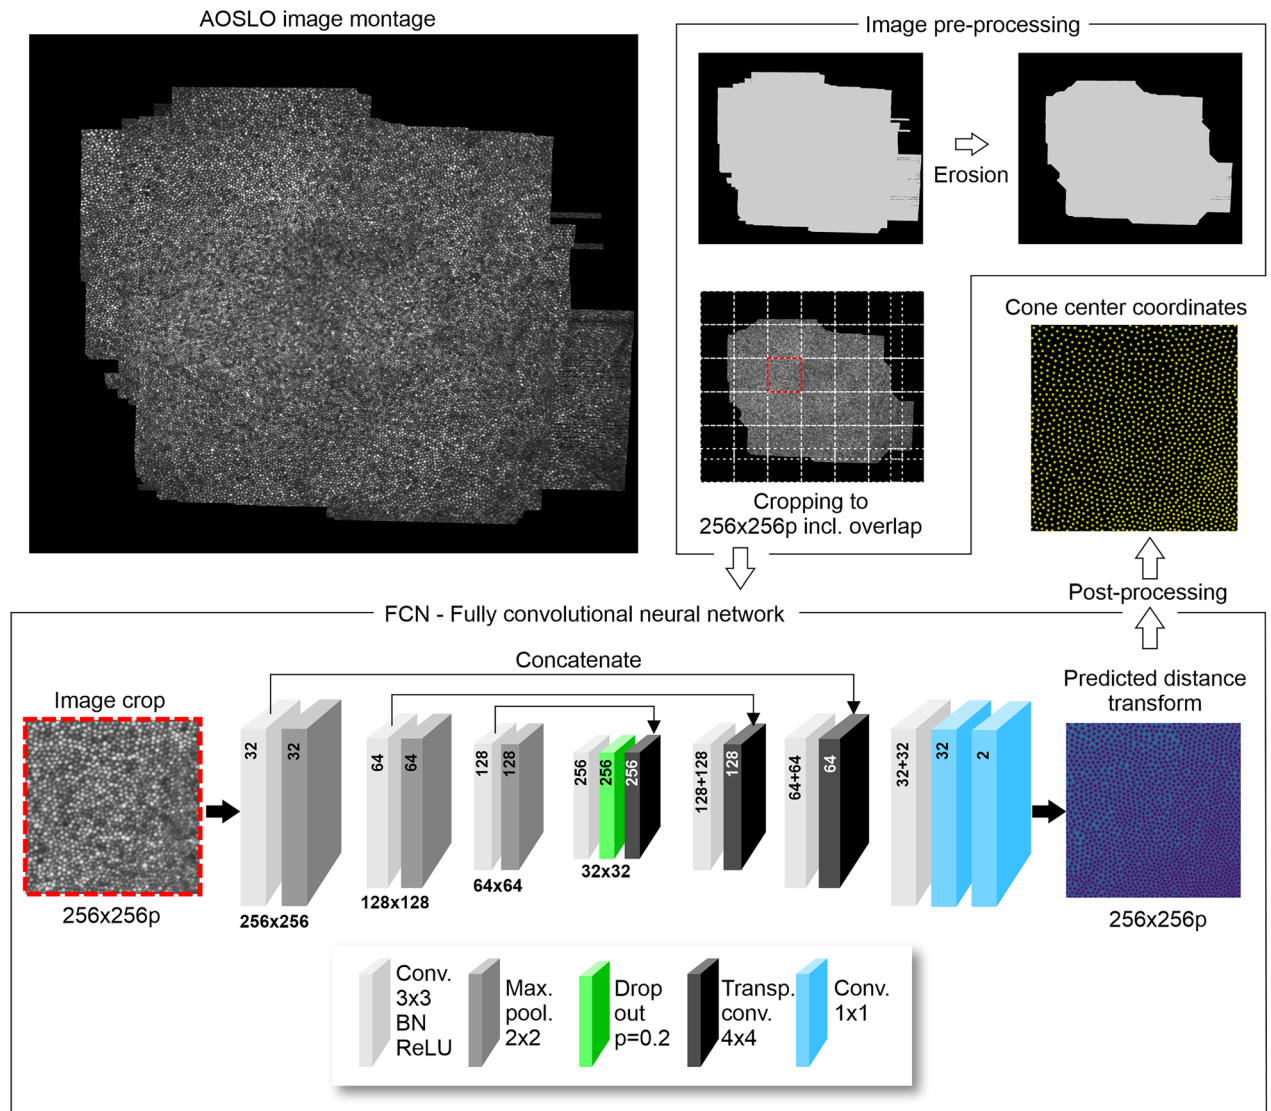 AOSLO image montage
Image pre-processing
Erosion
Cropping to
256x256p incl. overlap
Cone center coordinates
Post-processing
FCN - Fully convolutional neural network
Concatenate
Image crop
256x256p
32
32
256x256
64
64
128x128
128
128
64x64
256
256
256
32x32
128+128
128
64+64
64
32+32
32
2
Predicted distance
transform
256x256p
Conv.
3x3
BN
ReLU
Max.
pool.
2x2
Drop
out
p=0.2
Transp.
conv.
4x4
Conv.
1x1